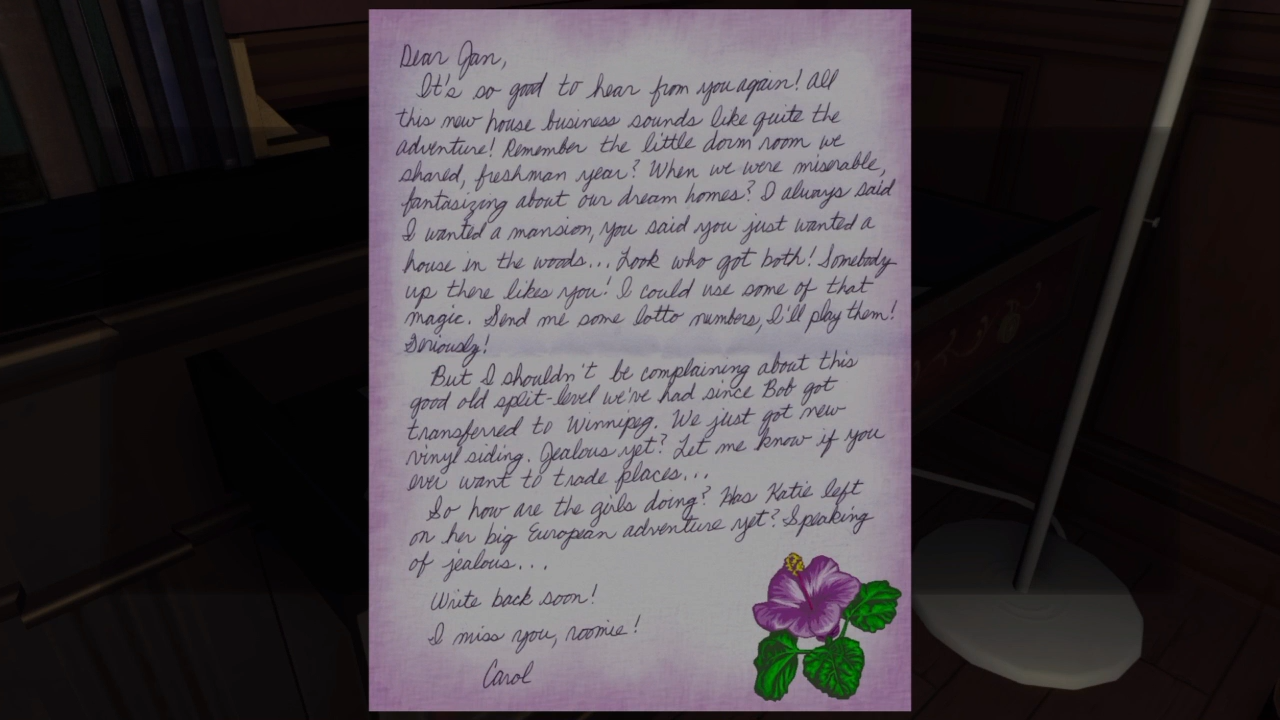 Dear Jan,
It's so good to hear from you again! All
this new house business sounds like quite the
adventure! Remember the little dorm room we
shared, freshman year? When we were miserable,
fantasizing about our dream homes? I always said
I wanted a mansion, you said you just wanted a
house in the woods... Look who got both! Somebody
up there likes you! I could use some of that
magic. Send me some lotto numbers, I'll play them!
Seriously!
But I shouldn't be complaining about this
good old split-level we've had since Bob got
transferred to Winnipeg. We just got new
vinyl siding. Jealous yet? Let me know if you
ever want to trade places...
So how are the girls doing? Has Katie left
on her big European adventure yet? Speaking
of jealous...
Write back soon!
I miss you, roomie!
Carol